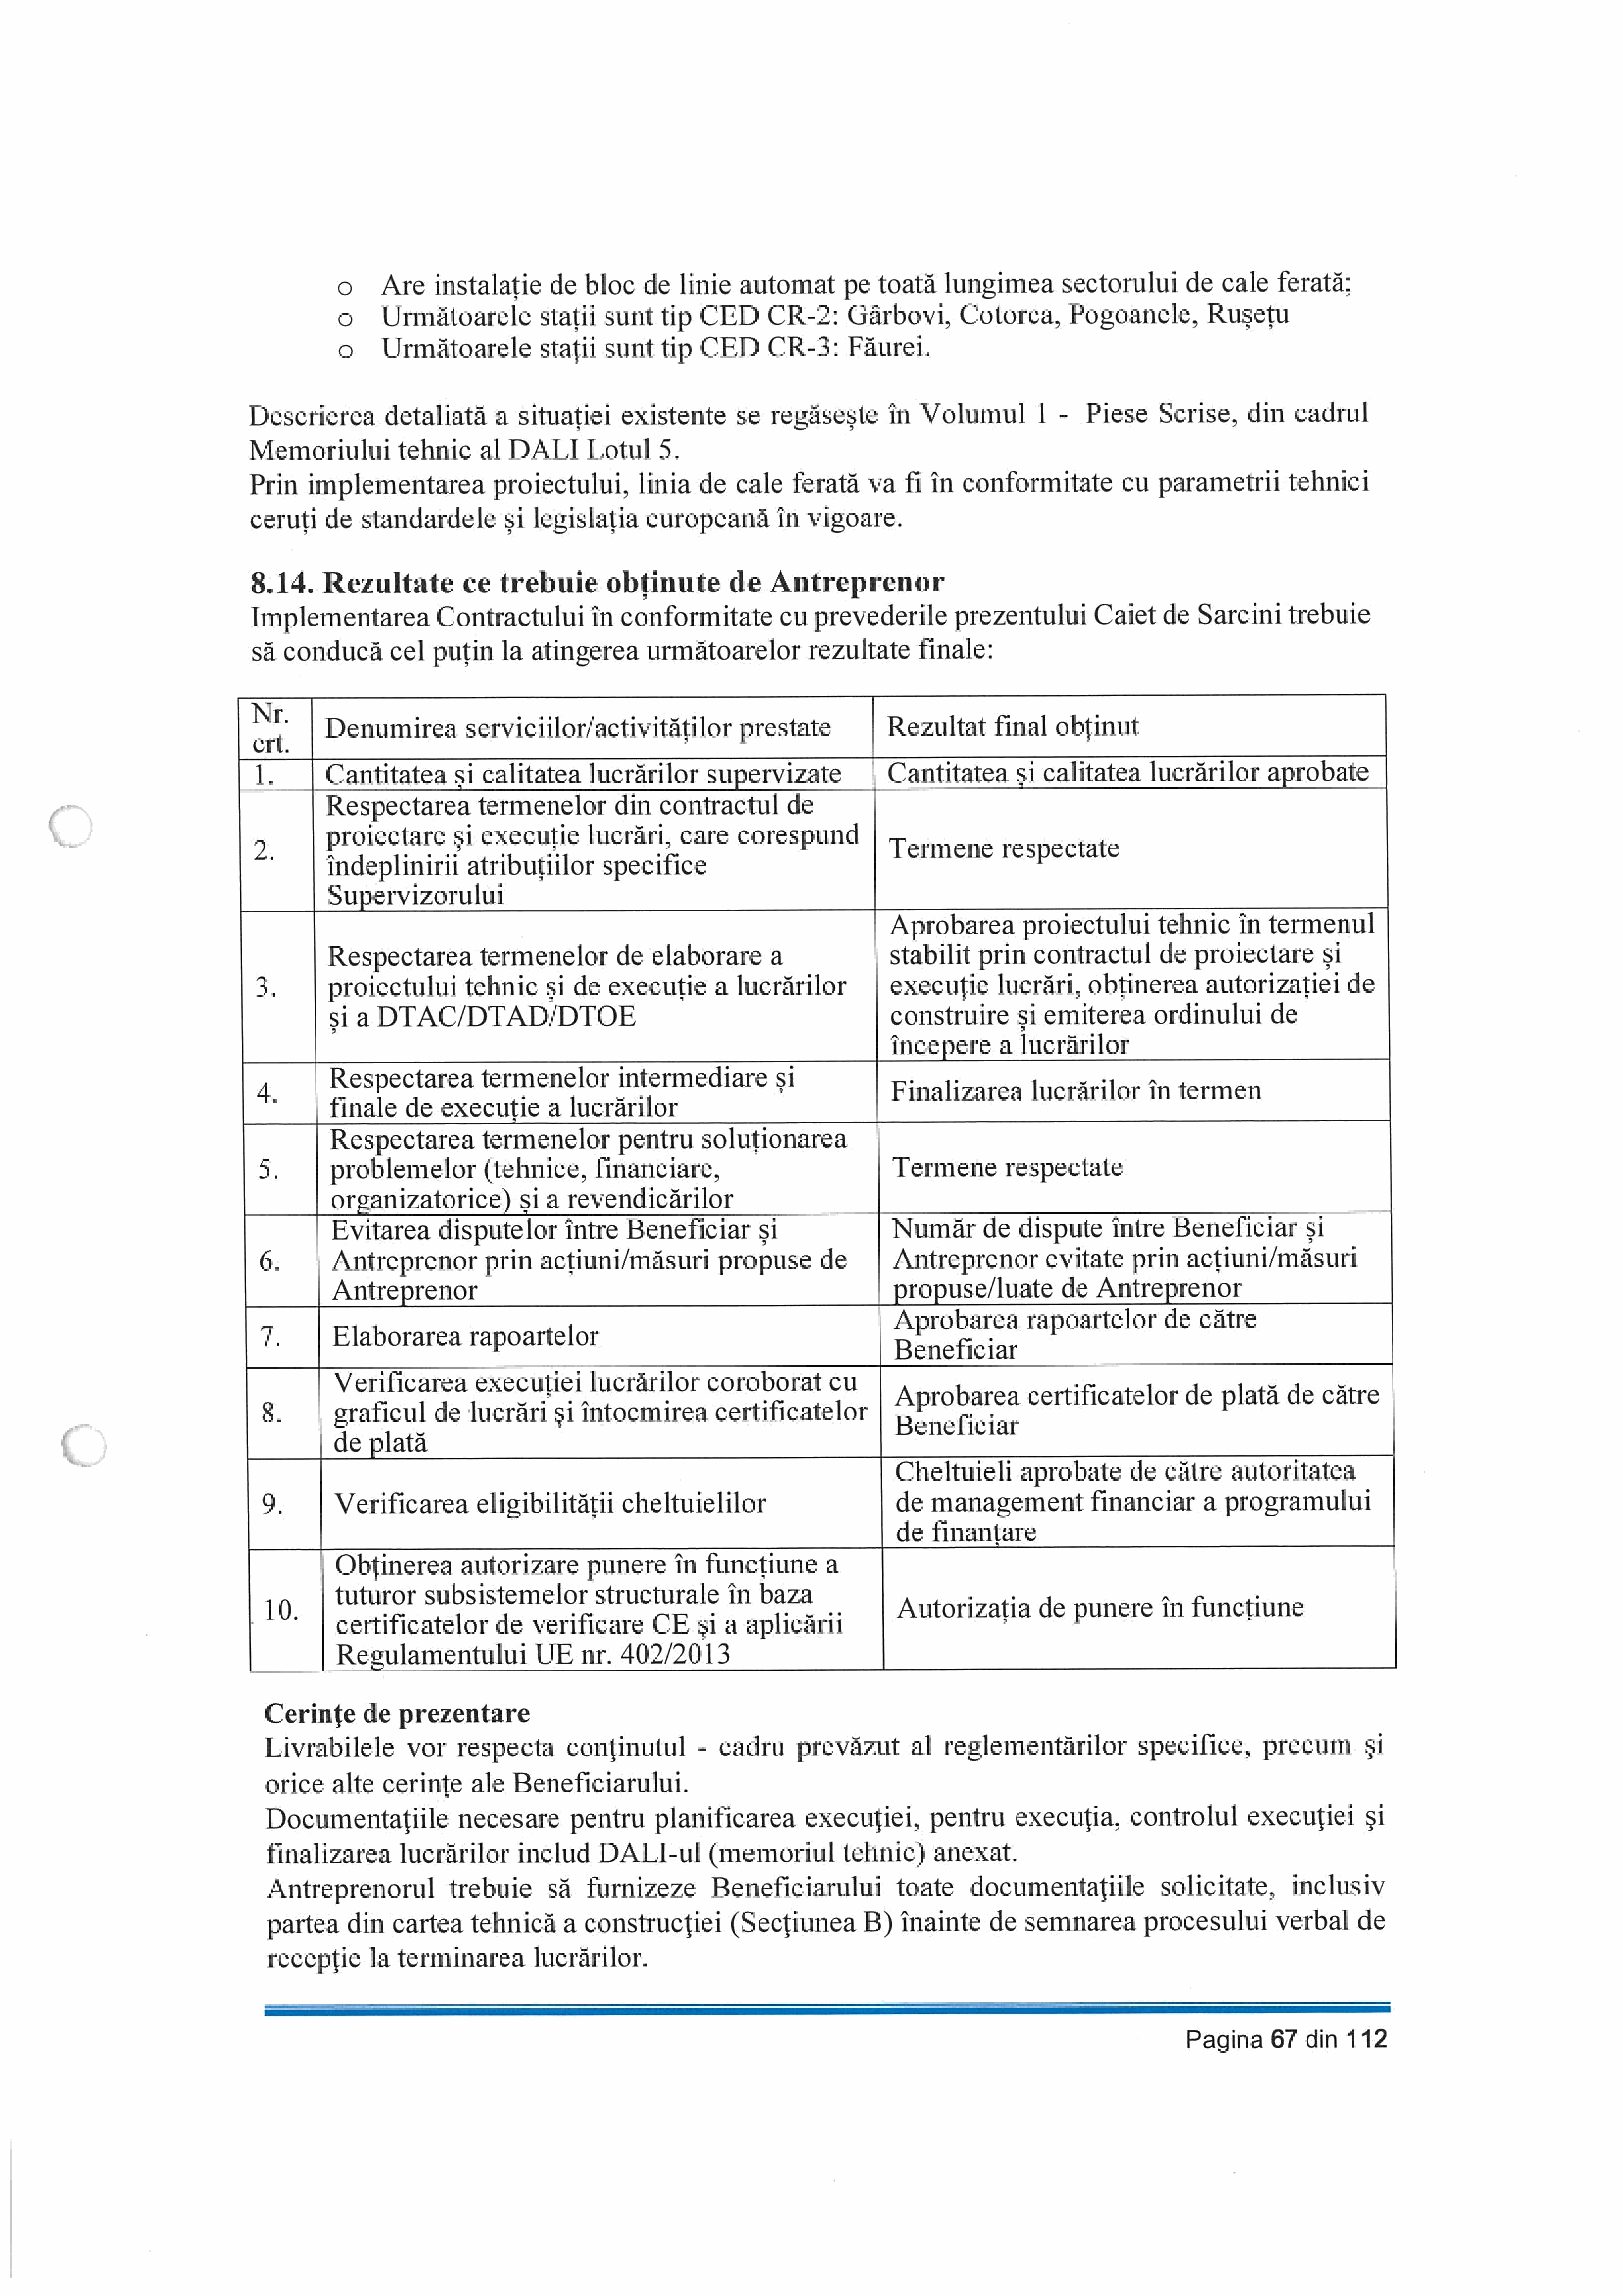 o Are instalație de bloc de linie automat pe toată lungimea sectorului de cale ferată;
o Următoarele stații sunt tip CED CR-2: Gârbovi, Cotorca, Pogoanele, Rușețu
o Următoarele stații sunt tip CED CR-3: Făurei.
Descrierea detaliată a situației existente se regăsește în Volumul 1 - Piese Scrise, din cadrul
Memoriului tehnic al DALI Lotul 5.
Prin implementarea proiectului, linia de cale ferată va fi în conformitate cu parametrii tehnici
ceruți de standardele și legislația europeană în vigoare.
8.14. Rezultate ce trebuie obținute de Antreprenor
Implementarea Contractului în conformitate cu prevederile prezentului Caiet de Sarcini trebuie
să conducă cel puțin la atingerea următoarelor rezultate finale:
Nr.
crt.
Denumirea serviciilor/activităților prestate
Rezultat final obținut
1.
Cantitatea și calitatea lucrărilor supervizate
Cantitatea și calitatea lucrărilor aprobate
2.
Respectarea termenelor din contractul de
proiectare și execuție lucrări, care corespund
îndeplinirii atribuțiilor specifice
Supervizorului
Termene respectate
3.
Respectarea termenelor de elaborare a
proiectului tehnic și de execuție a lucrărilor
și a DTAC/DTAD/DTOE
Aprobarea proiectului tehnic în termenul
stabilit prin contractul de proiectare și
execuție lucrări, obținerea autorizației de
construire și emiterea ordinului de
începere a lucrărilor
4.
Respectarea termenelor intermediare și
finale de execuție a lucrărilor
Finalizarea lucrărilor în termen
5.
Respectarea termenelor pentru soluționarea
problemelor (tehnice, financiare,
organizatorice) și a revendicărilor
Termene respectate
6.
Evitarea disputelor între Beneficiar și
Antreprenor prin acțiuni/măsuri propuse de
Antreprenor
Număr de dispute între Beneficiar și
Antreprenor evitate prin acțiuni/măsuri
propuse/luate de Antreprenor
7.
Elaborarea rapoartelor
Aprobarea rapoartelor de către
Beneficiar
8.
Verificarea execuției lucrărilor coroborat cu
graficul de lucrări și întocmirea certificatelor
de plată
Aprobarea certificatelor de plată de către
Beneficiar
9.
Verificarea eligibilității cheltuielilor
Cheltuieli aprobate de către autoritatea
de management financiar a programului
de finanțare
10.
Obținerea autorizare punere în funcțiune a
tuturor subsistemelor structurale în baza
certificatelor de verificare CE și a aplicării
Regulamentului UE nr. 402/2013
Autorizația de punere în funcțiune
Cerinţe de prezentare
Livrabilele vor respecta conţinutul - cadru prevăzut al reglementărilor specifice, precum şi
orice alte cerinţe ale Beneficiarului.
Documentaţiile necesare pentru planificarea execuţiei, pentru execuţia, controlul execuţiei şi
finalizarea lucrărilor includ DALI-ul (memoriul tehnic) anexat.
Antreprenorul trebuie să furnizeze Beneficiarului toate documentaţiile solicitate, inclusiv
partea din cartea tehnică a construcţiei (Secţiunea B) înainte de semnarea procesului verbal de
recepţie la terminarea lucrărilor.
Pagina 67 din 112